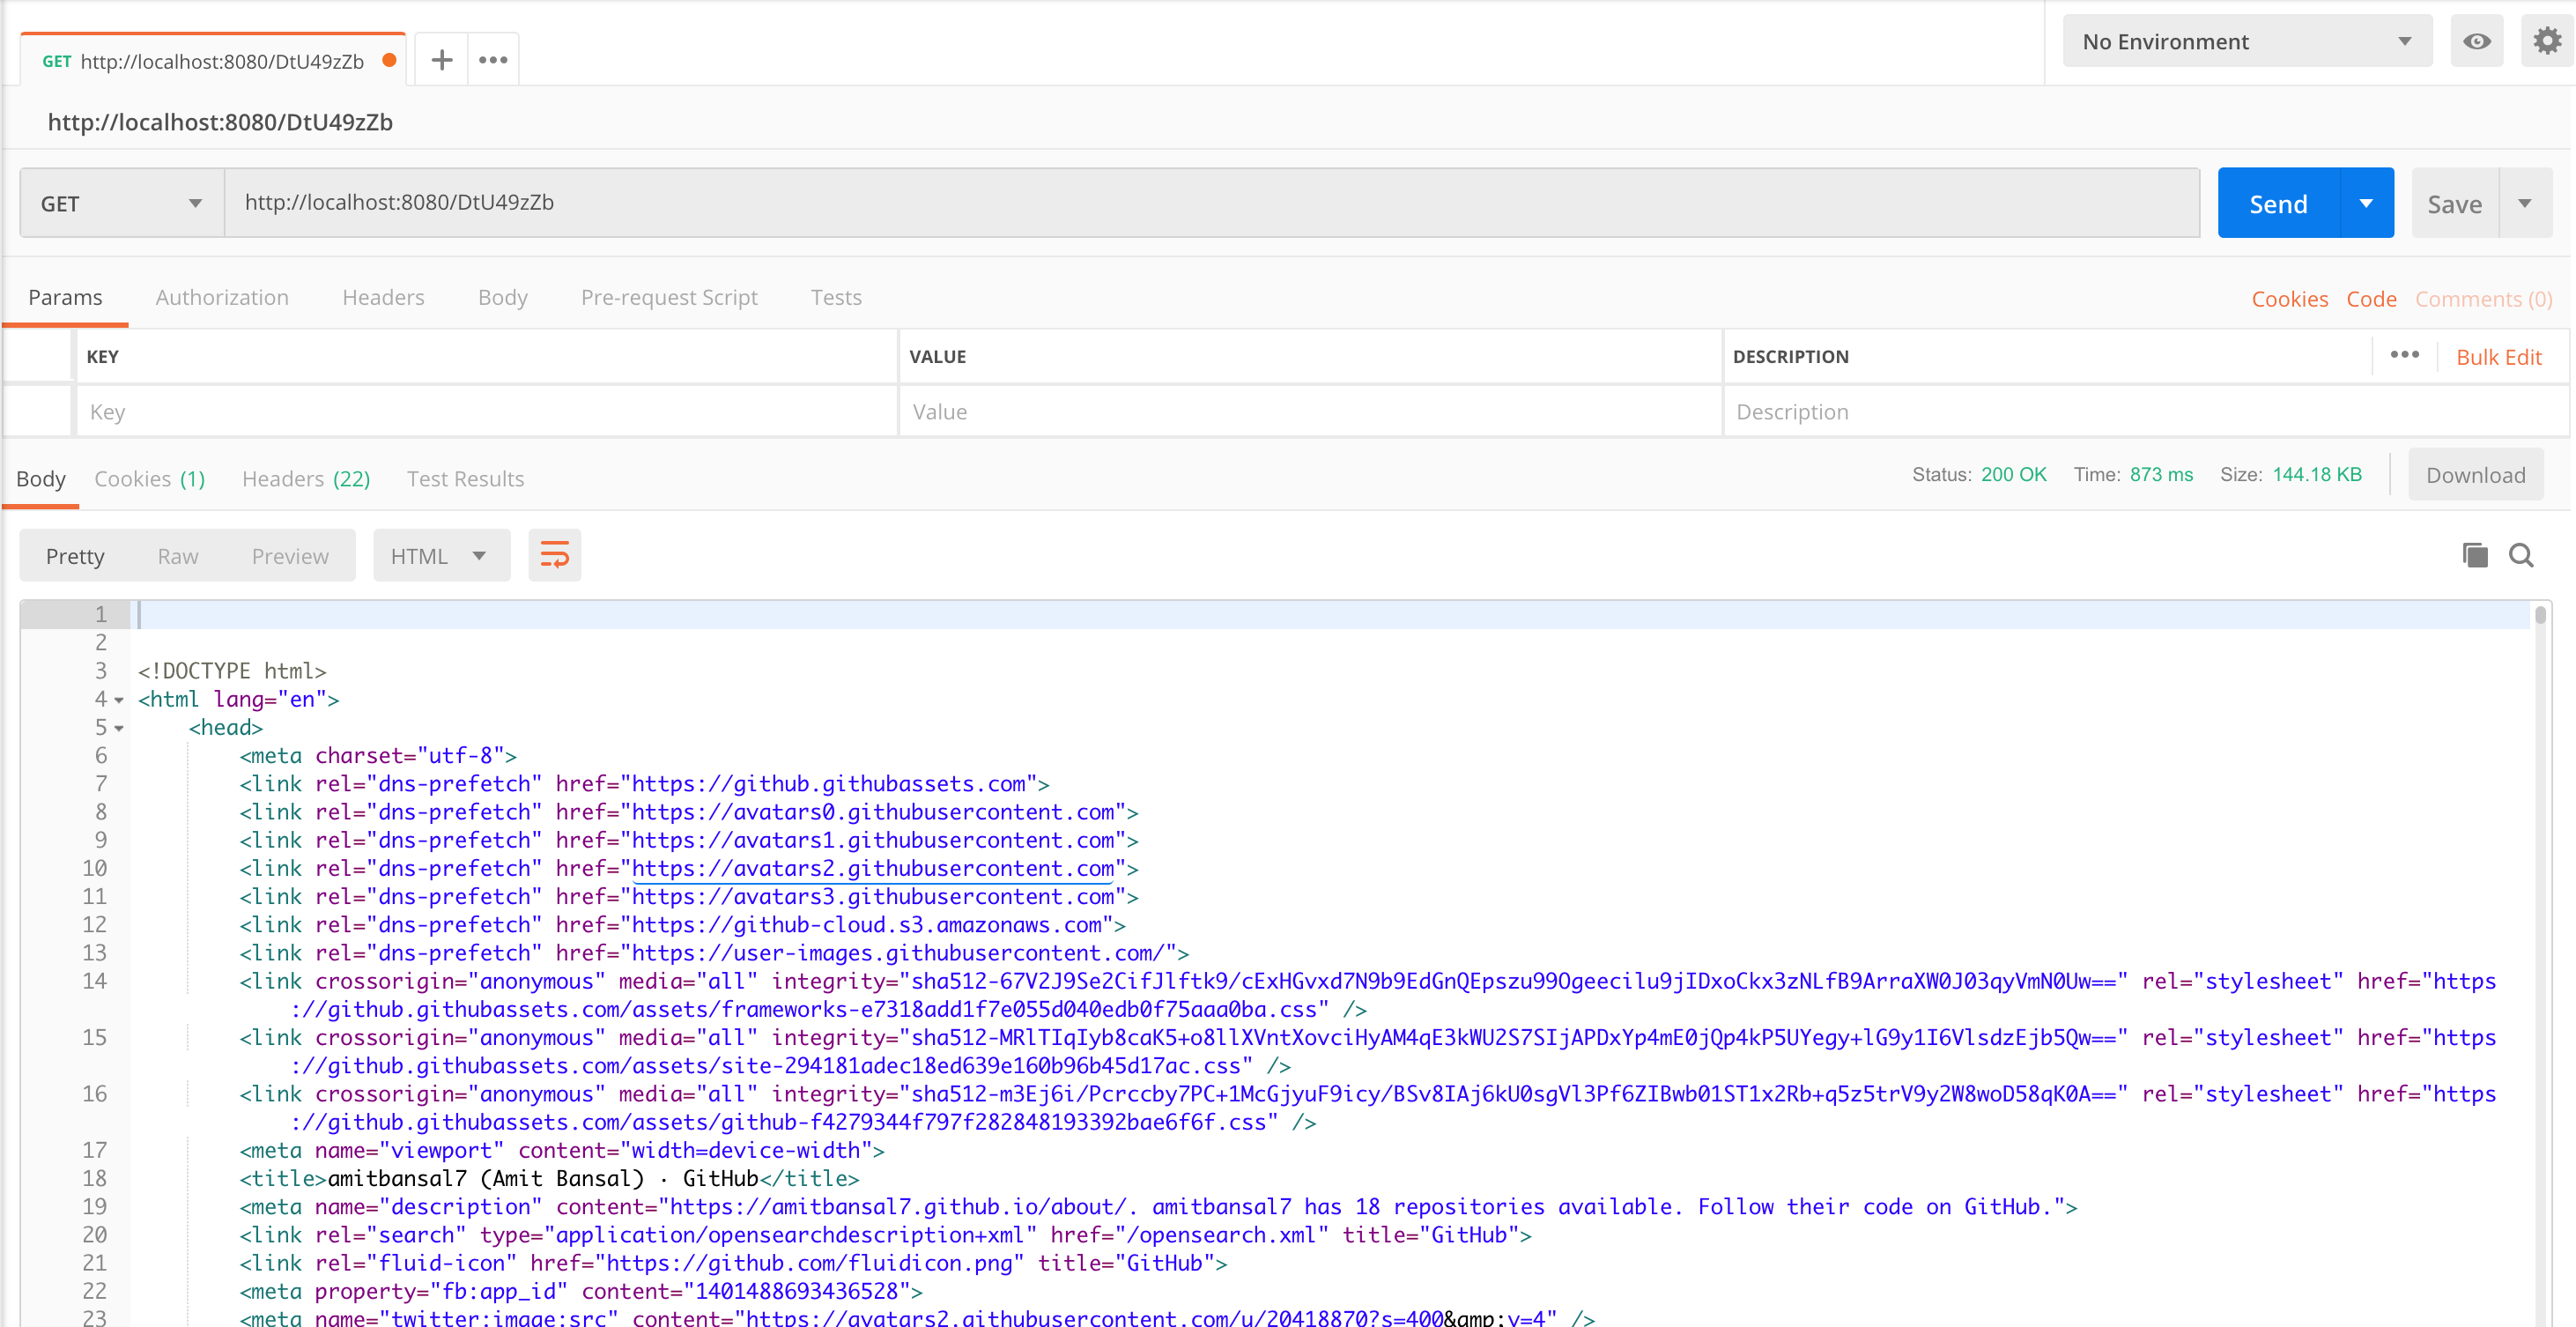 GET http://localhost:8080/DtU49zZb
No Environment
http://localhost:8080/DtU49zZb
GET http://localhost:8080/DtU49zZb Send Save
Params Authorization Headers Body Pre-request Script Tests Cookies Code Comments (0)
KEY VALUE DESCRIPTION Bulk Edit
Key Value Description
Body Cookies (1) Headers (22) Test Results Status: 200 OK Time: 873 ms Size: 144.18 KB Download
Pretty Raw Preview HTML
1
2
3 <!DOCTYPE html>
4 <html lang="en">
5 <head>
6 <meta charset="utf-8">
7 <link rel="dns-prefetch" href="https://github.githubassets.com">
8 <link rel="dns-prefetch" href="https://avatars0.githubusercontent.com">
9 <link rel="dns-prefetch" href="https://avatars1.githubusercontent.com">
10 <link rel="dns-prefetch" href="https://avatars2.githubusercontent.com">
11 <link rel="dns-prefetch" href="https://avatars3.githubusercontent.com">
12 <link rel="dns-prefetch" href="https://github-cloud.s3.amazonaws.com">
13 <link rel="dns-prefetch" href="https://user-images.githubusercontent.com/">
14 <link crossorigin="anonymous" media="all" integrity="sha512-67V2J9Se2CifJlftk9/cExHGvxd7N9b9EdGnQEpszu99Ogeecilu9jIDxoCkx3zNLfB9ArraXW0J03qyVmN0Uw==" rel="stylesheet" href="https
://github.githubassets.com/assets/frameworks-e7318add1f7e055d040edb0f75aaa0ba.css" />
15 <link crossorigin="anonymous" media="all" integrity="sha512-MRlTIqIyb8caK5+o8llXVntXovciHyAM4qE3kWU2S7SIjAPDxYp4mE0jQp4kP5UYegy+lG9y1I6VlsdzEjb5Qw==" rel="stylesheet" href="https
://github.githubassets.com/assets/site-294181adec18ed639e160b96b45d17ac.css" />
16 <link crossorigin="anonymous" media="all" integrity="sha512-m3Ej6i/Pcrccby7PC+1McGjyuF9icy/BSv8IAj6kU0sgVl3Pf6ZIBwb01ST1x2Rb+q5z5trV9y2W8woD58qK0A==" rel="stylesheet" href="https
://github.githubassets.com/assets/github-f4279344f797f282848193392bae6f6f.css" />
17 <meta name="viewport" content="width=device-width">
18 <title>amitbansal7 (Amit Bansal) · GitHub</title>
19 <meta name="description" content="https://amitbansal7.github.io/about/. amitbansal7 has 18 repositories available. Follow their code on GitHub.">
20 <link rel="search" type="application/opensearchdescription+xml" href="/opensearch.xml" title="GitHub">
21 <link rel="fluid-icon" href="https://github.com/fluidicon.png" title="GitHub">
22 <meta property="fb:app_id" content="1401488693436528">
23 <meta name="twitter:image:src" content="https://avatars2.githubusercontent.com/u/20418870?s=400&amp;v=4" />